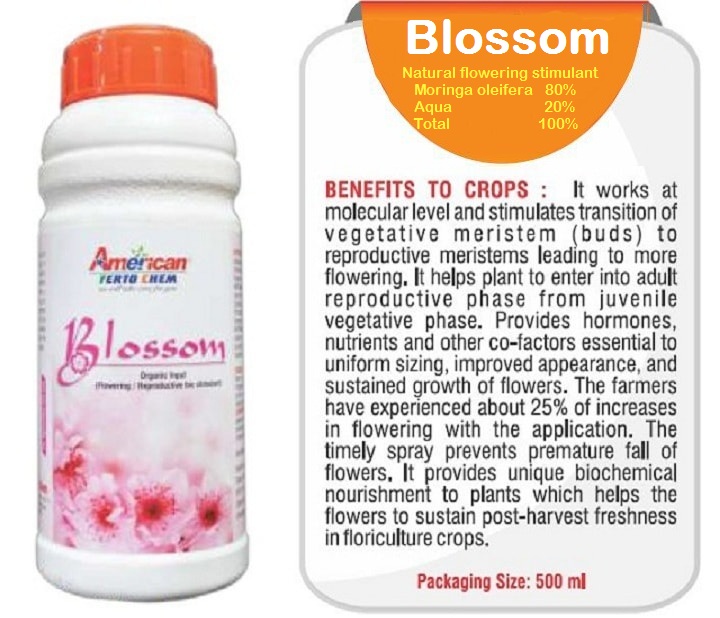 American
FERTO CHEM
Blossom
Organic Input
Blossom
Natural flowering stimulant
Moringa oleifera 80%
Aqua 20%
Total 100%
BENEFITS TO CROPS : It works at
molecular level and stimulates transition of
vegetative meristem (buds) to
reproductive meristems leading to more
flowering. It helps plant to enter into adult
reproductive phase from juvenile
vegetative phase. Provides hormones,
nutrients and other co-factors essential to
uniform sizing, improved appearance, and
sustained growth of flowers. The farmers
have experienced about 25% of increases
in flowering with the application. The
timely spray prevents premature fall of
flowers. It provides unique biochemical
nourishment to plants which helps the
flowers to sustain post-harvest freshness
in floriculture crops.
Packaging Size: 500 ml